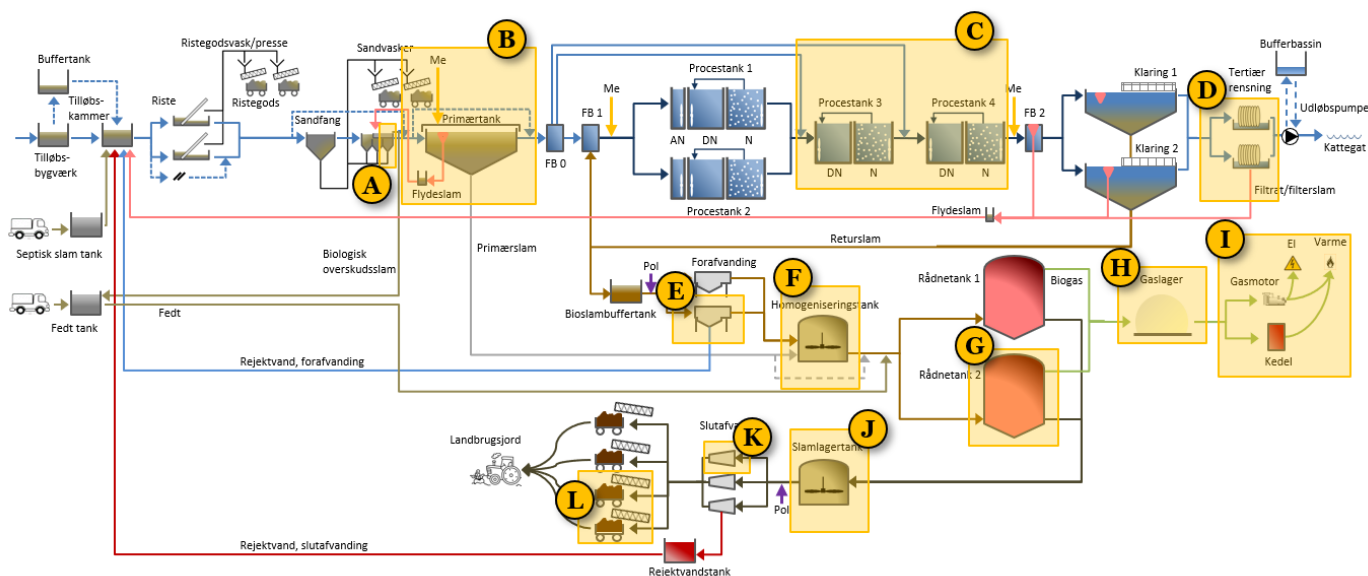 B
C
Ristegodsvask/presse
Sandvasker
Bufferbassin
Buffertank
Me
Procestank 1
Klaring 1
Tertiær
rensning
Tilløbs-
kammer
Riste
Ristegods
Me
Me
D
Sandfang
Primærtank
FB 1
Procestank 3
Procestank 4
FB 2
Udløbspumpe
AN
DN
N
Kattegat
Tilløbs-
bygværk
FB 0
Klaring 2
A
DN
N
DN
N
Flydeslam
Procestank 2
Filtrat/filterslam
Flydeslam
Septisk slam tank
Biologisk
overskudsslam
Primærslam
Returslam
I
El
Varme
Pol
Forafvanding
F
Rådnetank 1
Biogas
H
Gaslager
Gasmotor
E
Bioslambuffertank
Homogeniseringstank
Fedt tank
Fedt
G
Kedel
Rejektvand, forafvanding
Rådnetank 2
Landbrugsjord
K
J
Slamlagertank
L
Pol
Rejektvand, slutafvanding
Rejektvandstank